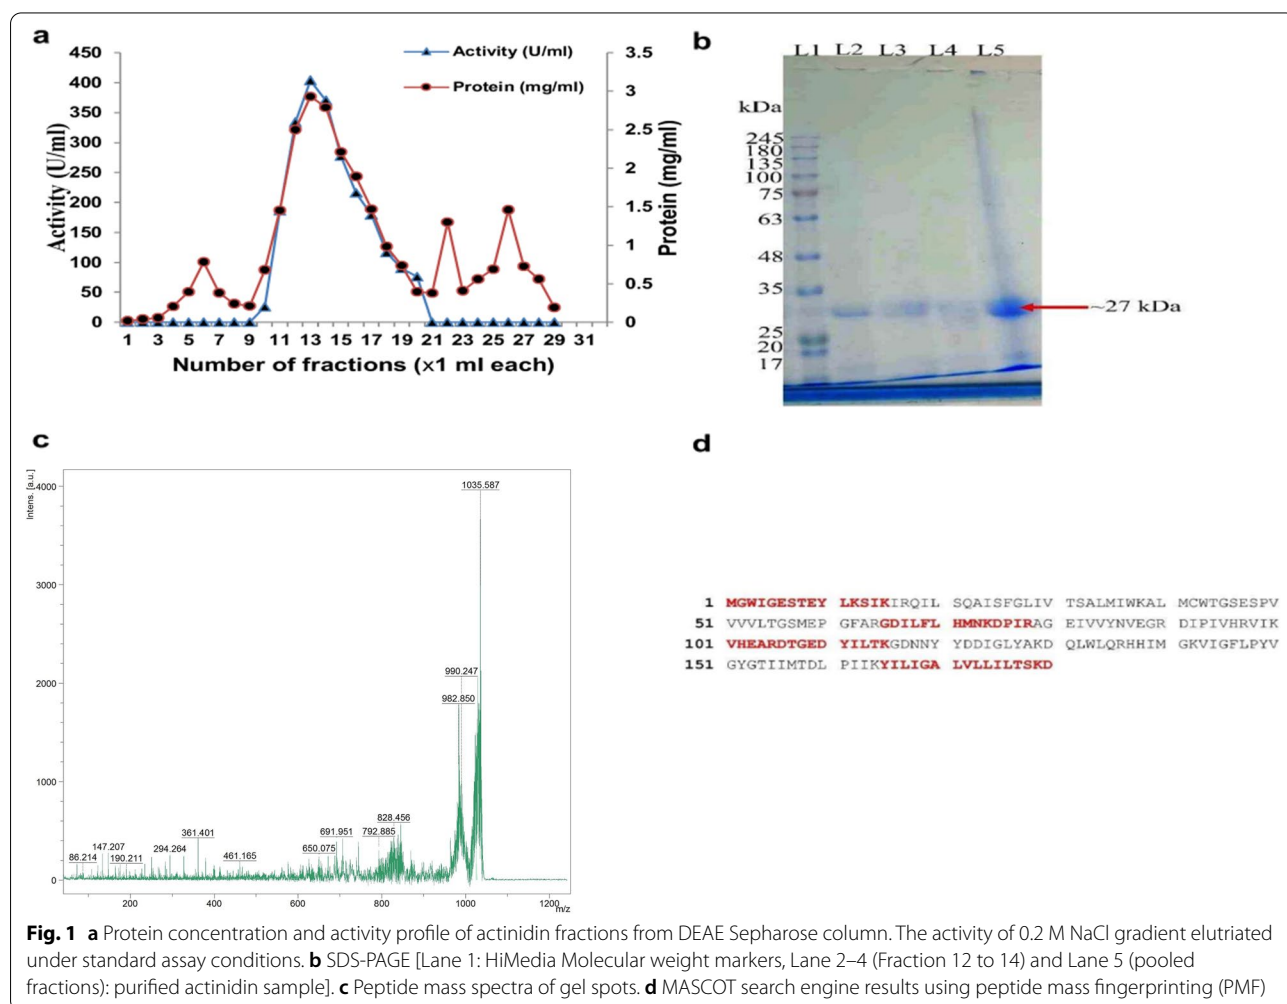 a
Activity (U/ml)
Protein (mg/ml)
450
400
350
300
250
200
150
100
50
0
Activity (U/ml)
3.5
3
2.5
2
1.5
1
0.5
0
Protein (mg/ml)
1 3 5 7 9 11 13 15 17 19 21 23 25 27 29 31
Number of fractions (x1 ml each)
b
L1 L2 L3 L4 L5
kDa
245
180
135
100
75
63
48
35
25
20
17
~27 kDa
c
Intens. [a.u.]
4000
3000
2000
1000
0
1035.587
990.247
982.850
828.456
792.885
691.951
650.075
461.165
361.401
294.264
190.211
147.207
86.214
200 400 600 800 1000 1200
m/z
d
1 MGWIGESTEY LKSIKIRQIL SQAISFGLIV TSALMIWKAL MCWTGSESPV
51 VVVLTGSMEP GFARGDILFL HMNKDPIRAG EIVVYNVEGR DIPIVHRVIK
101 VHEARDTGED YILTKGDNNY YDDIGLYAKD QLWLQRHHIM GKVIGFLPYV
151 GYGTIIMTDL PIIKYILIGA LVLLILTSKD
Fig. 1 a Protein concentration and activity profile of actinidin fractions from DEAE Sepharose column. The activity of 0.2 M NaCl gradient elutriated
under standard assay conditions. b SDS-PAGE [Lane 1: HiMedia Molecular weight markers, Lane 2–4 (Fraction 12 to 14) and Lane 5 (pooled
fractions): purified actinidin sample]. c Peptide mass spectra of gel spots. d MASCOT search engine results using peptide mass fingerprinting (PMF)